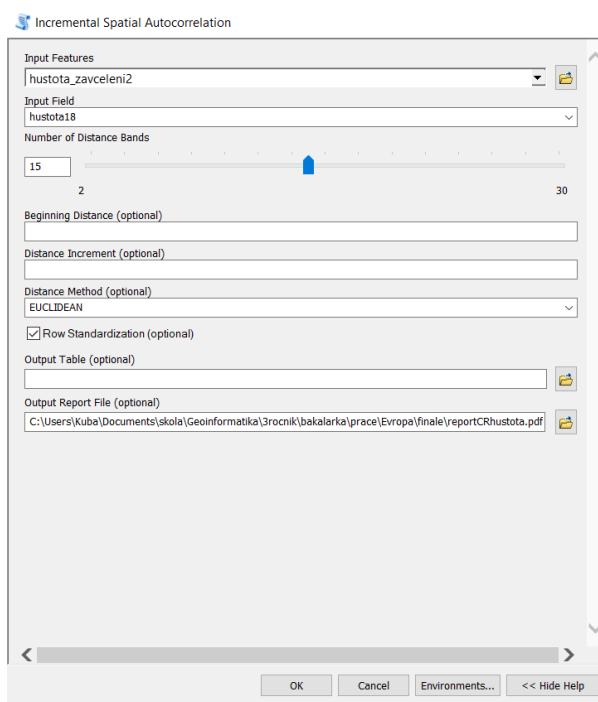 Incremental Spatial Autocorrelation
Input Features
hustota_zavceleni2
Input Field
hustota18
Number of Distance Bands
15
2 30
Beginning Distance (optional)
Distance Increment (optional)
Distance Method (optional)
EUCLIDEAN
Row Standardization (optional)
Output Table (optional)
Output Report File (optional)
C:\Users\Kuba\Documents\skola\Geoinformatika\3rocnik\bakalarka\prace\Evropa\finale\reportCRhustota.pdf
OK Cancel Environments... << Hide Help